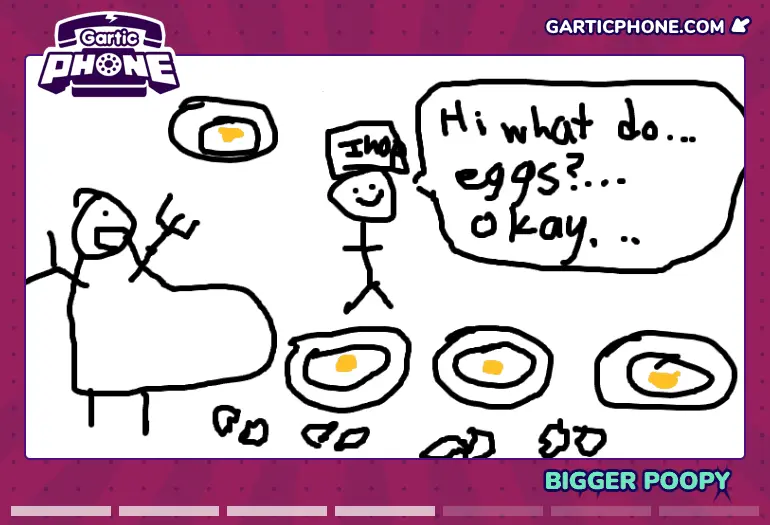 Gartic
PHONE
GARTICPHONE.COM
IHOP
Hi what do...
eggs?...
okay...
BIGGER POOPY